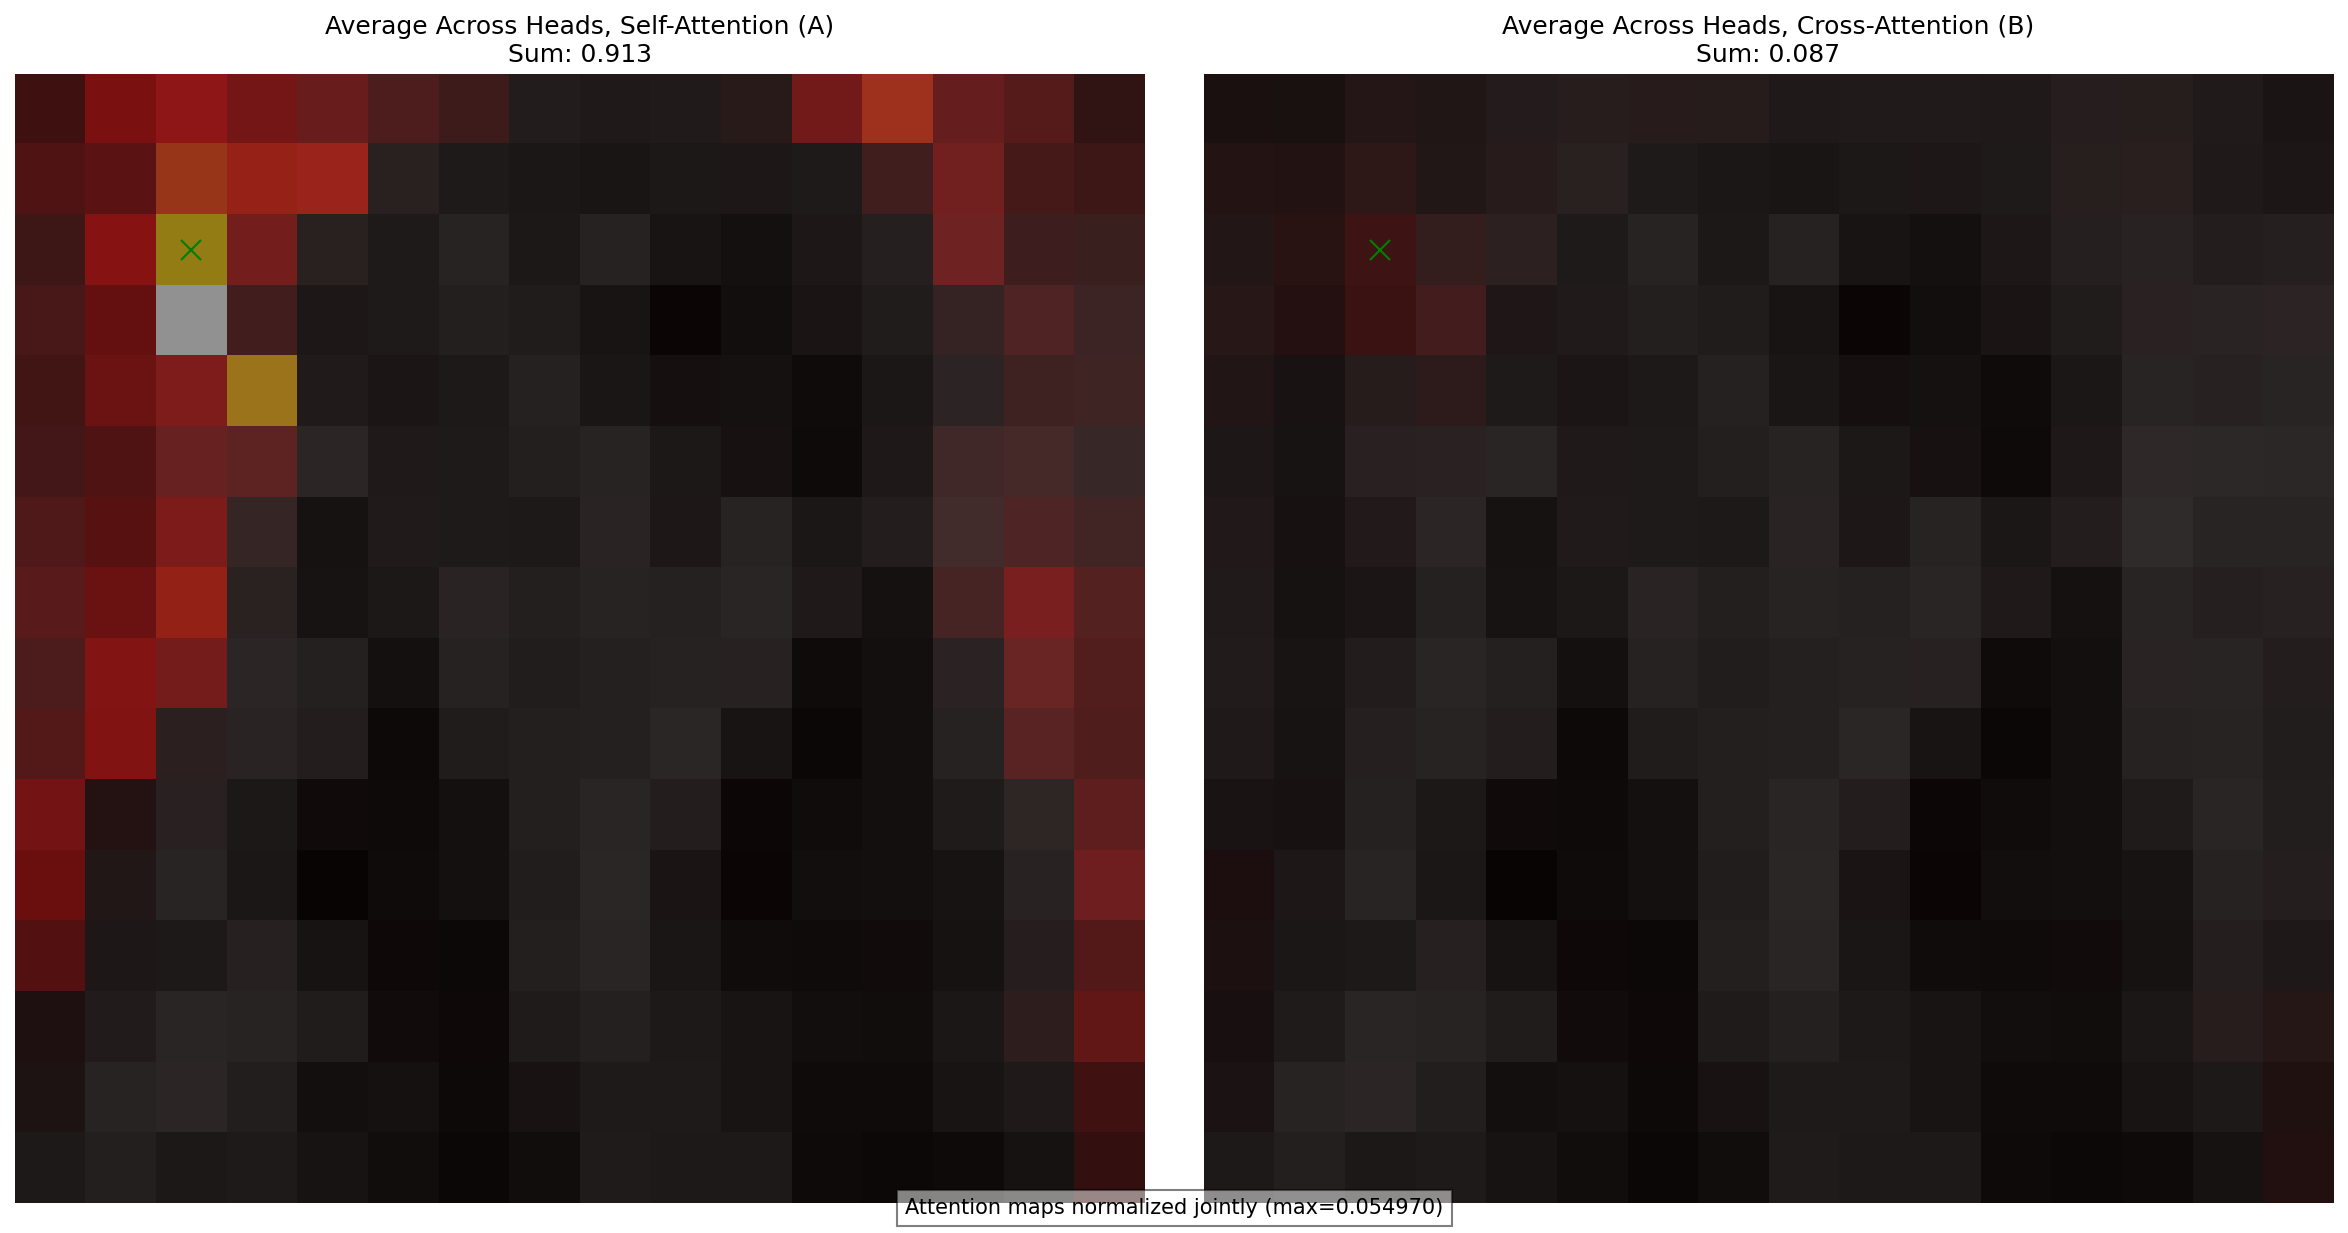 Average Across Heads, Self-Attention (A)
Sum: 0.913
Average Across Heads, Cross-Attention (B)
Sum: 0.087
Attention maps normalized jointly (max=0.054970)